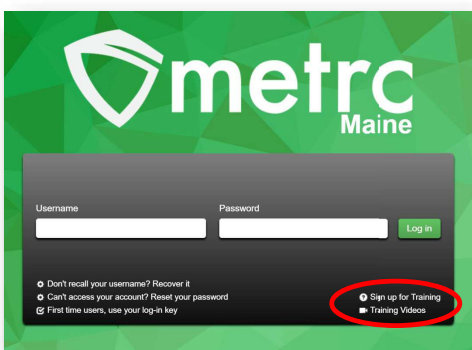 metrc
Maine
Username Password
Log in
Don't recall your username? Recover it
Can't access your account? Reset your password Sign up for Training
First time users, use your log-in key Training Videos